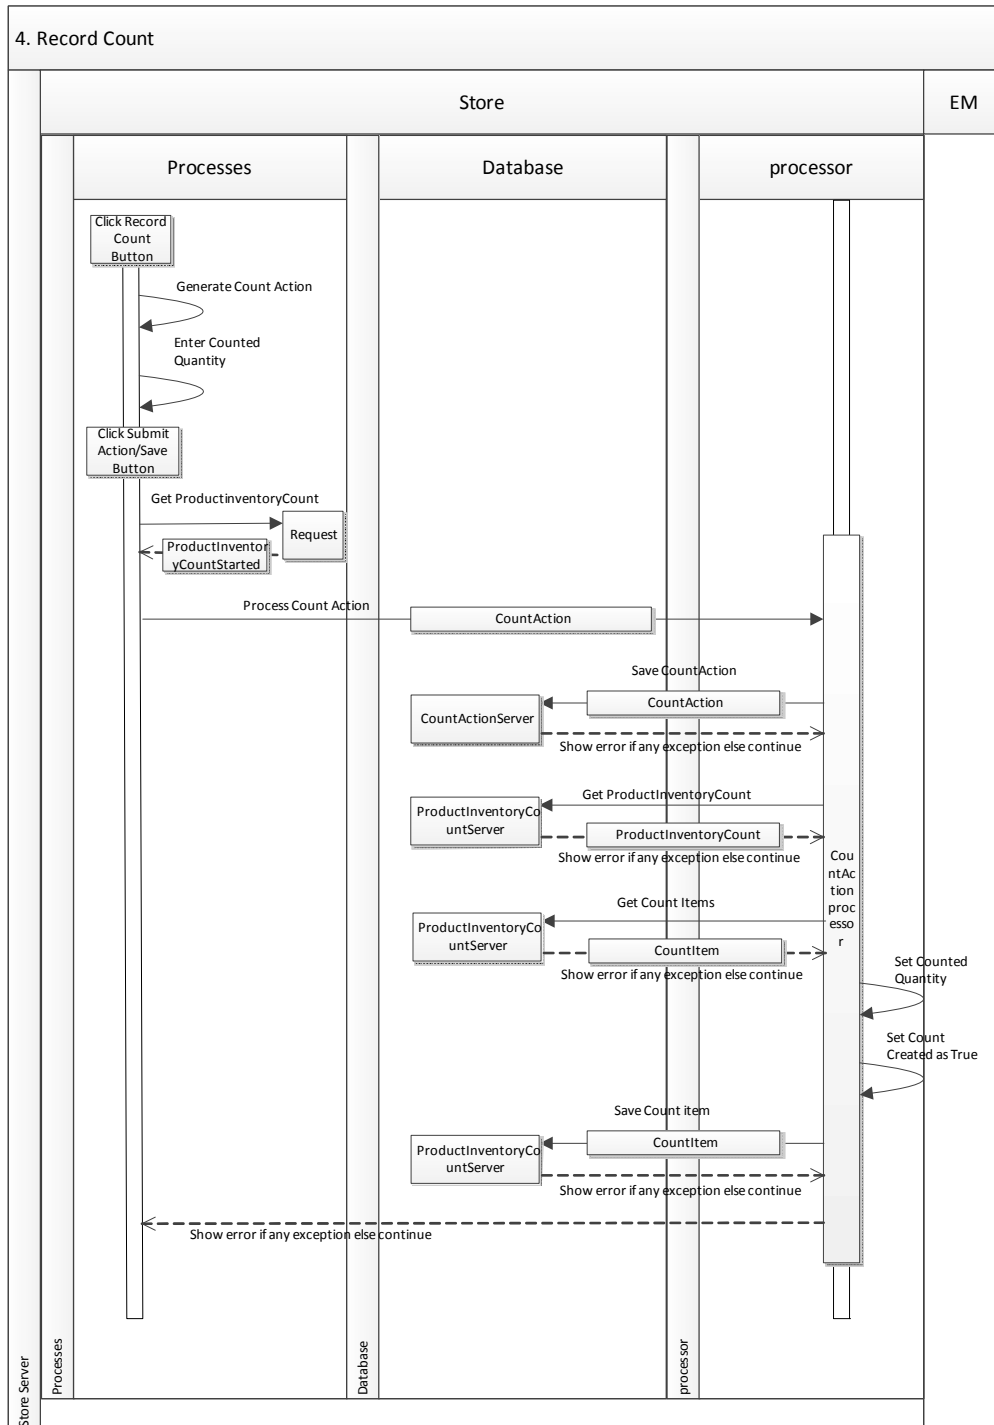 4. Record Count
Store
EM
Processes
Database
processor
Click Record
Count
Button
Generate Count Action
Enter Counted
Quantity
Click Submit
Action/Save
Button
Get ProductinventoryCount
Request
ProductInventor
yCountStarted
Process Count Action
CountAction
Save CountAction
CountAction
CountActionServer
Show error if any exception else continue
Get ProductInventoryCount
ProductInventoryCo
untServer
ProductInventoryCount
Show error if any exception else continue
Cou
ntAc
tion
proc
esso
r
Get Count Items
ProductInventoryCo
untServer
CountItem
Show error if any exception else continue
Set Counted
Quantity
Set Count
Created as True
Save Count item
CountItem
ProductInventoryCo
untServer
Show error if any exception else continue
Show error if any exception else continue
Store Server
Processes
Database
processor